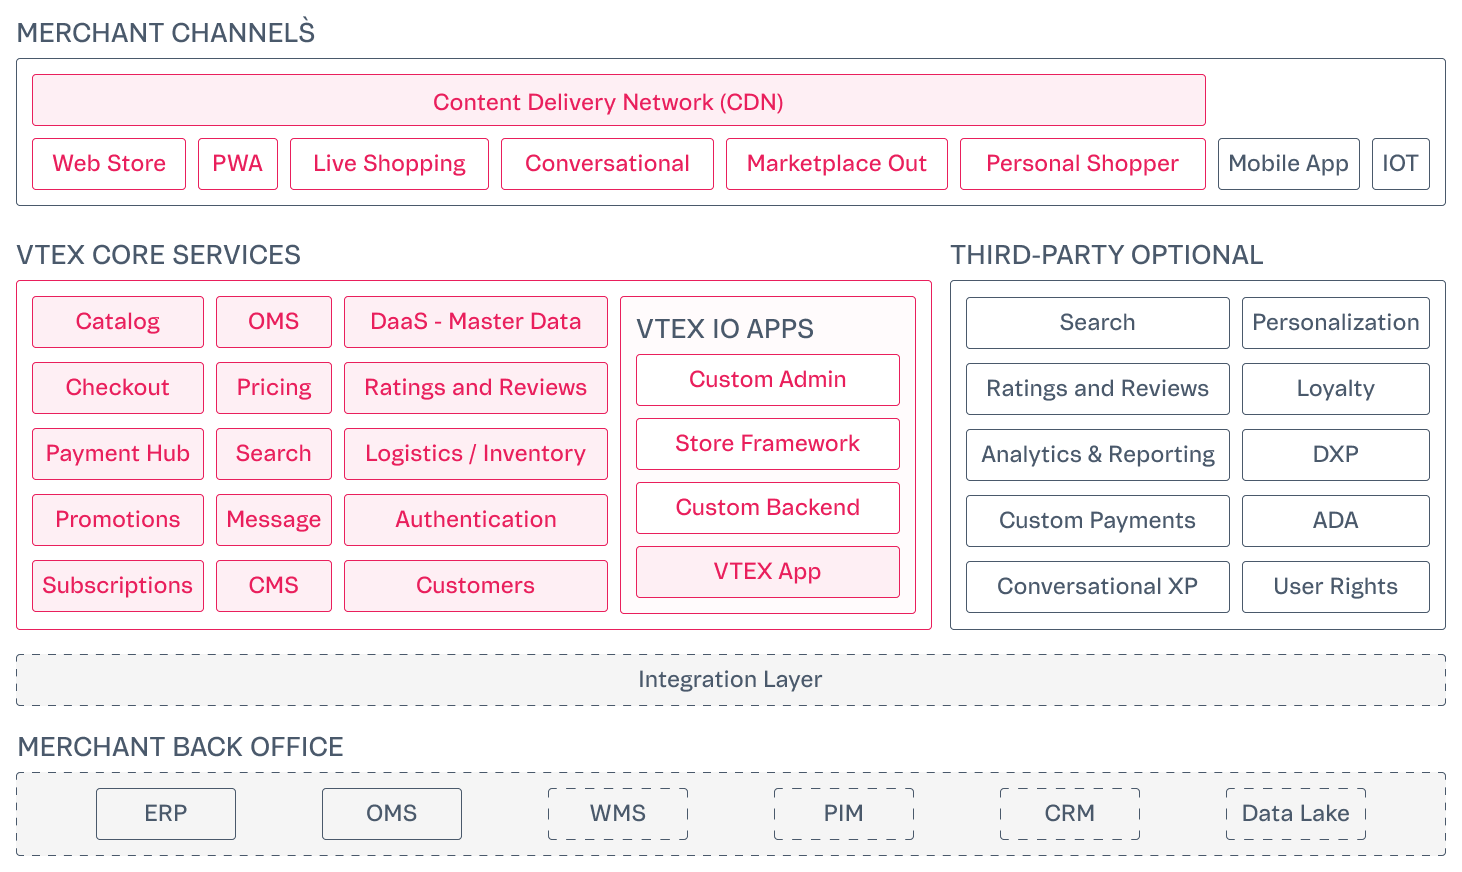 MERCHANT CHANNELS̀
Content Delivery Network (CDN)
Web Store PWA Live Shopping Conversational Marketplace Out Personal Shopper Mobile App IOT
VTEX CORE SERVICES
Catalog OMS DaaS - Master Data
Checkout Pricing Ratings and Reviews
Payment Hub Search Logistics / Inventory
Promotions Message Authentication
Subscriptions CMS Customers
VTEX IO APPS
Custom Admin
Store Framework
Custom Backend
VTEX App
THIRD-PARTY OPTIONAL
Search Personalization
Ratings and Reviews Loyalty
Analytics & Reporting DXP
Custom Payments ADA
Conversational XP User Rights
Integration Layer
MERCHANT BACK OFFICE
ERP OMS WMS PIM CRM Data Lake